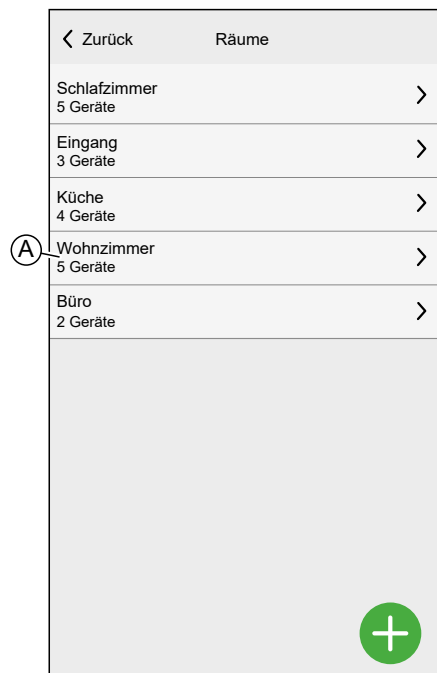 Zurück Räume
Schlafzimmer
5 Geräte
Eingang
3 Geräte
Küche
4 Geräte
A
Wohnzimmer
5 Geräte
Büro
2 Geräte